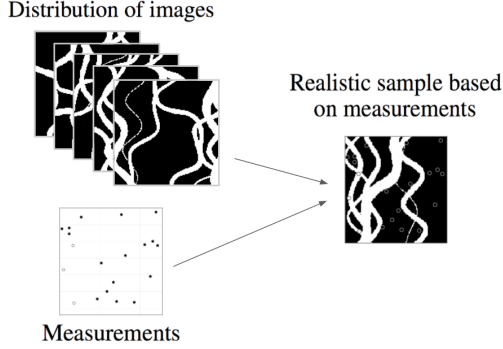 Distribution of images
Realistic sample based
on measurements
Measurements